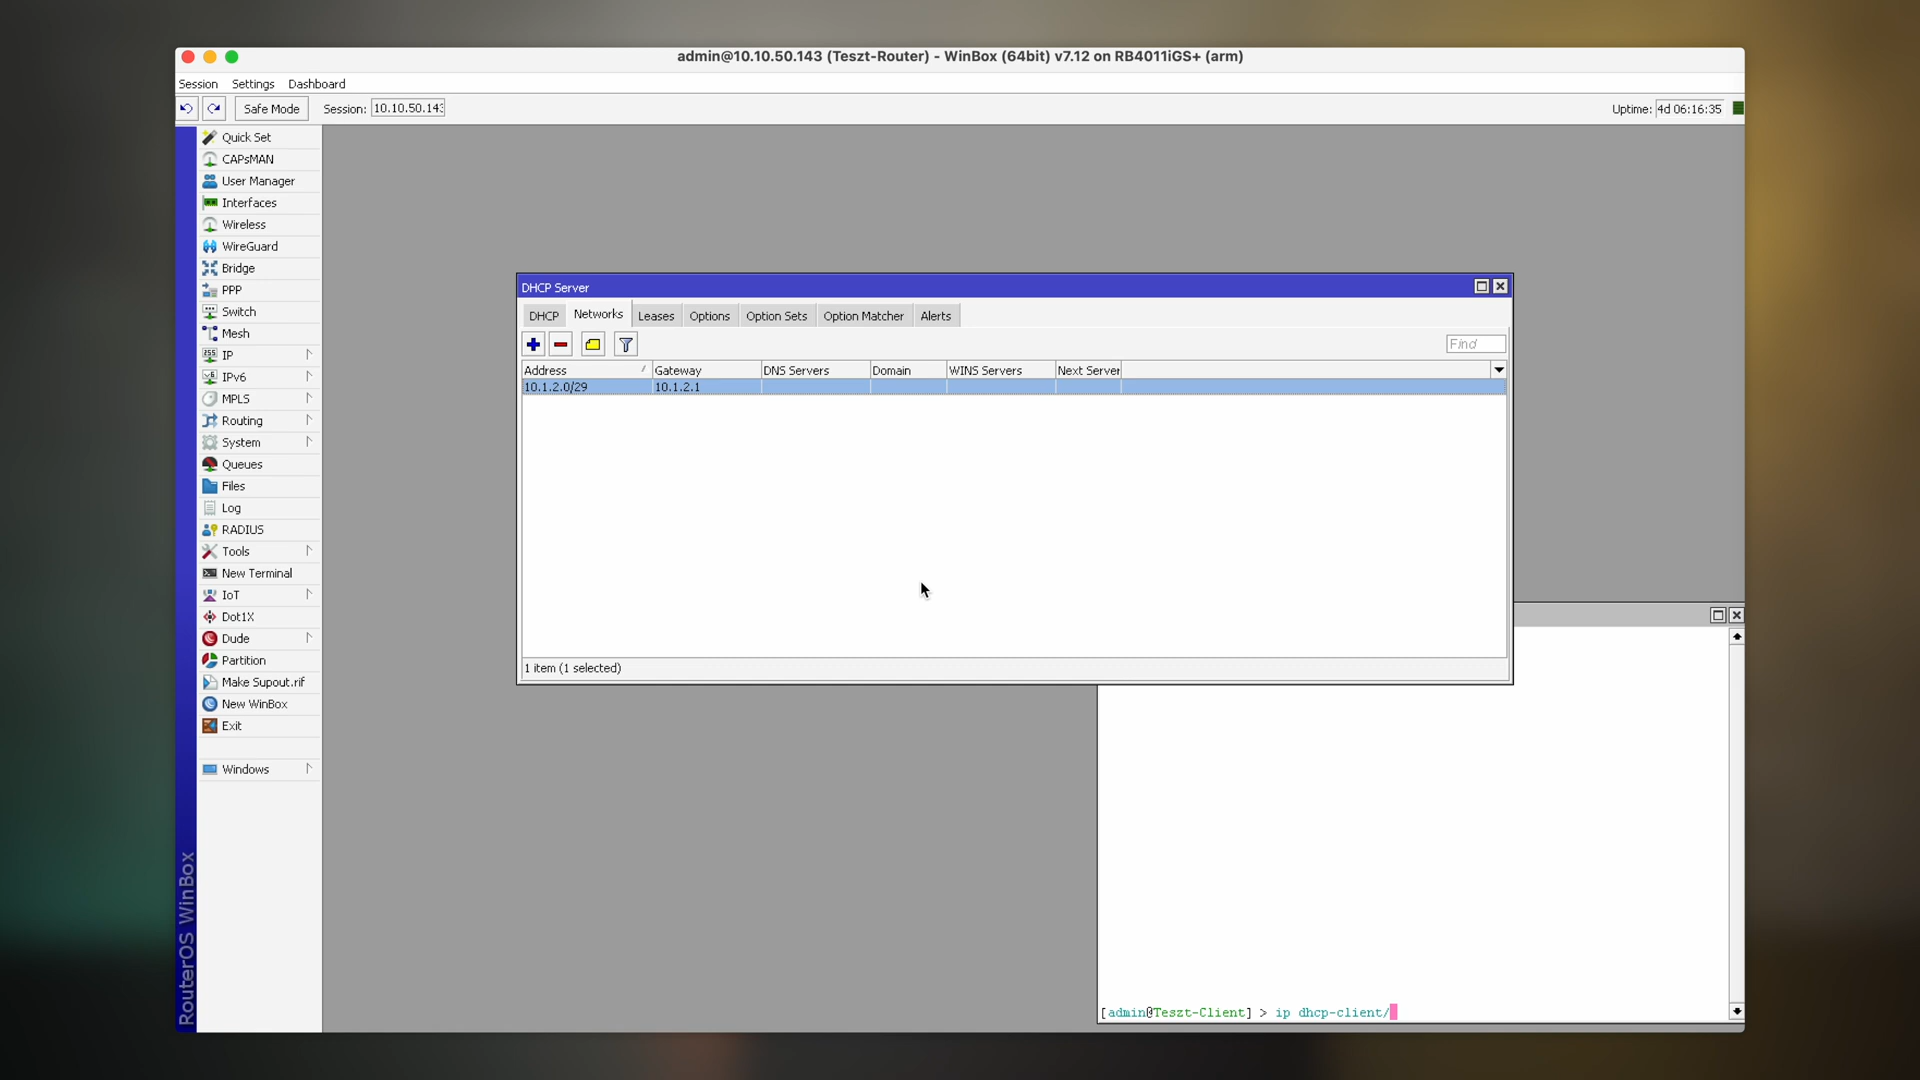 admin@10.10.50.143 (Teszt-Router) - WinBox (64bit) v7.12 on RB4011iGS+ (arm)
Session Settings Dashboard
Safe Mode Session: 10.10.50.143 Uptime: 4d 06:16:35
Quick Set
CAPsMAN
User Manager
Interfaces
Wireless
WireGuard
Bridge
PPP
Switch
Mesh
IP
IPv6
MPLS
Routing
System
Queues
Files
Log
RADIUS
Tools
New Terminal
IoT
Dot1X
Dude
Partition
Make Supout.rif
New WinBox
Exit
Windows
RouterOS WinBox
DHCP Server
DHCP Networks Leases Options Option Sets Option Matcher Alerts
Find
Address Gateway DNS Servers Domain WINS Servers Next Server
10.1.2.0/29 10.1.2.1
1 item (1 selected)
[admin@Teszt-Client] > ip dhcp-client/